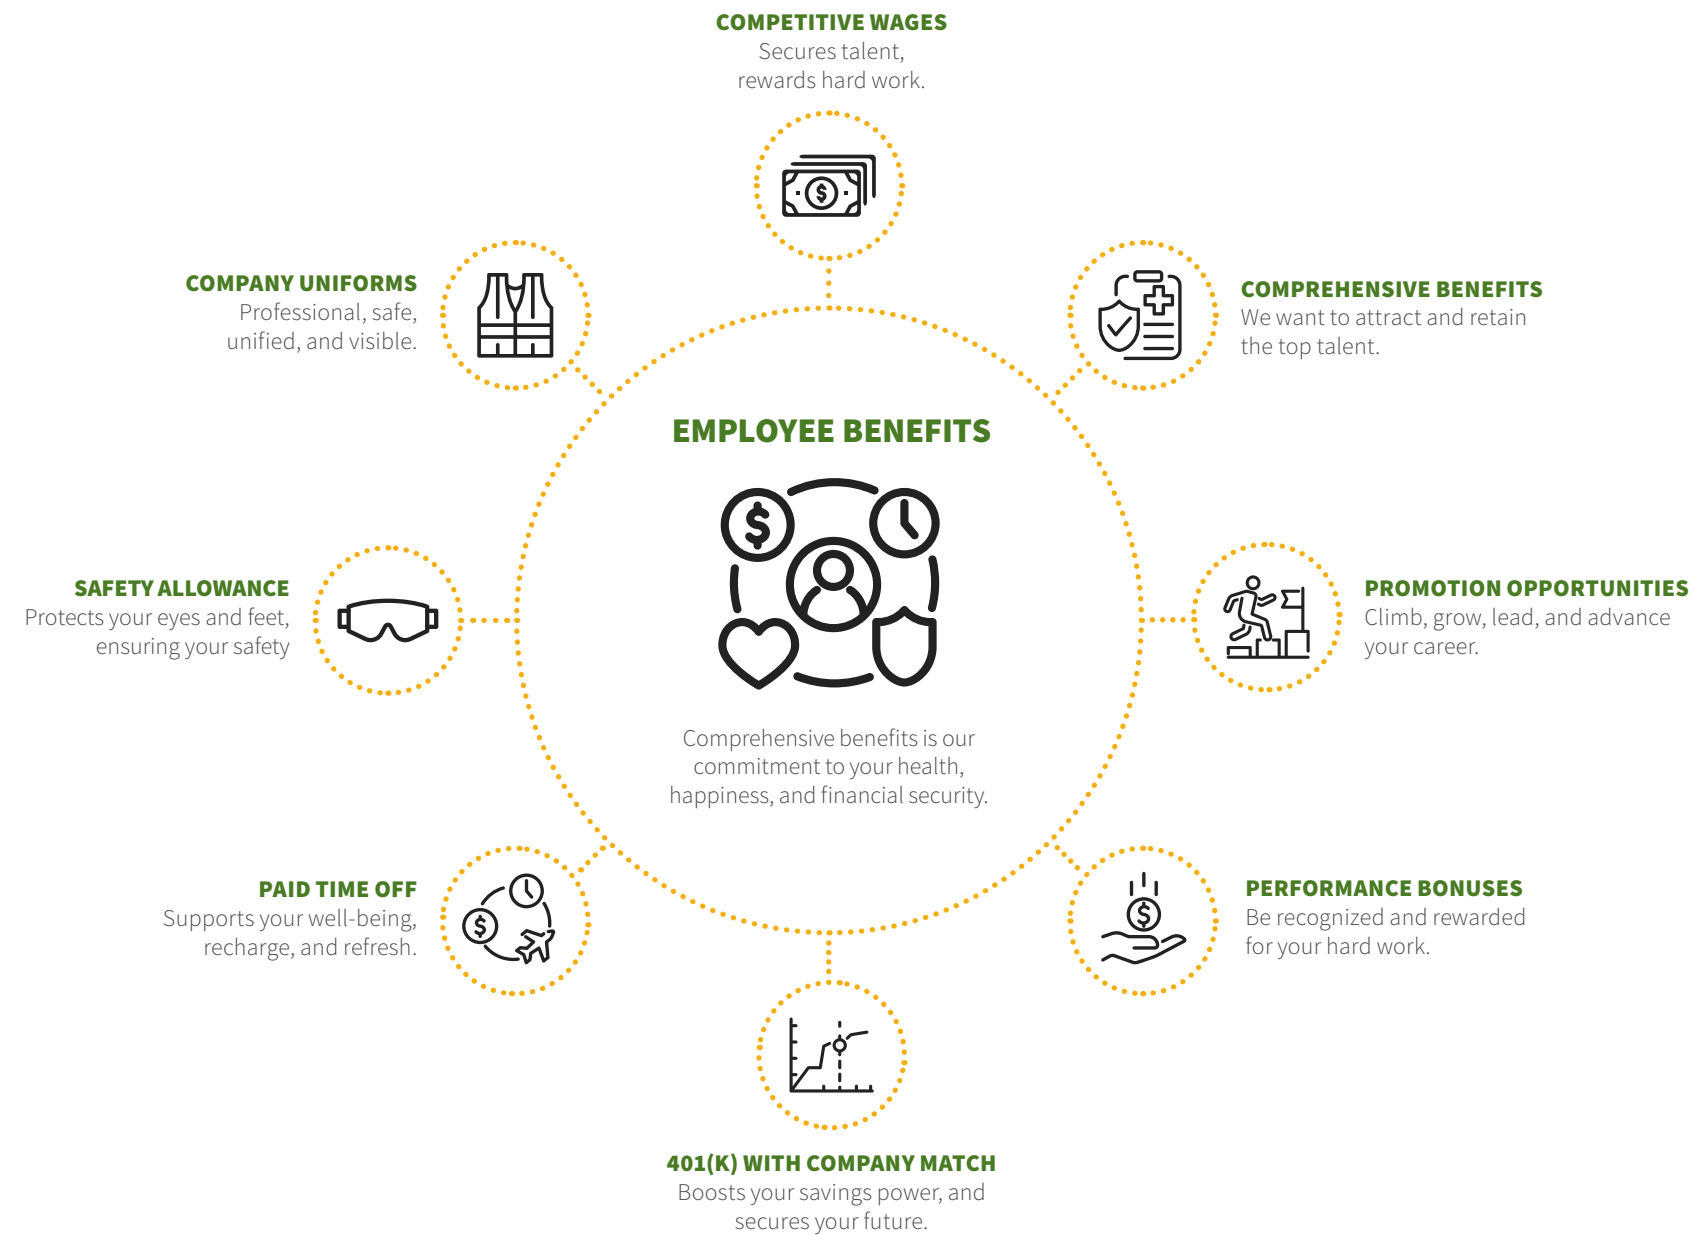 COMPETITIVE WAGES
Secures talent,
rewards hard work.
COMPANY UNIFORMS
Professional, safe,
unified, and visible.
COMPREHENSIVE BENEFITS
We want to attract and retain
the top talent.
EMPLOYEE BENEFITS
Comprehensive benefits is our
commitment to your health,
happiness, and financial security.
SAFETY ALLOWANCE
Protects your eyes and feet,
ensuring your safety
PROMOTION OPPORTUNITIES
Climb, grow, lead, and advance
your career.
PAID TIME OFF
Supports your well-being,
recharge, and refresh.
PERFORMANCE BONUSES
Be recognized and rewarded
for your hard work.
401(K) WITH COMPANY MATCH
Boosts your savings power, and
secures your future.